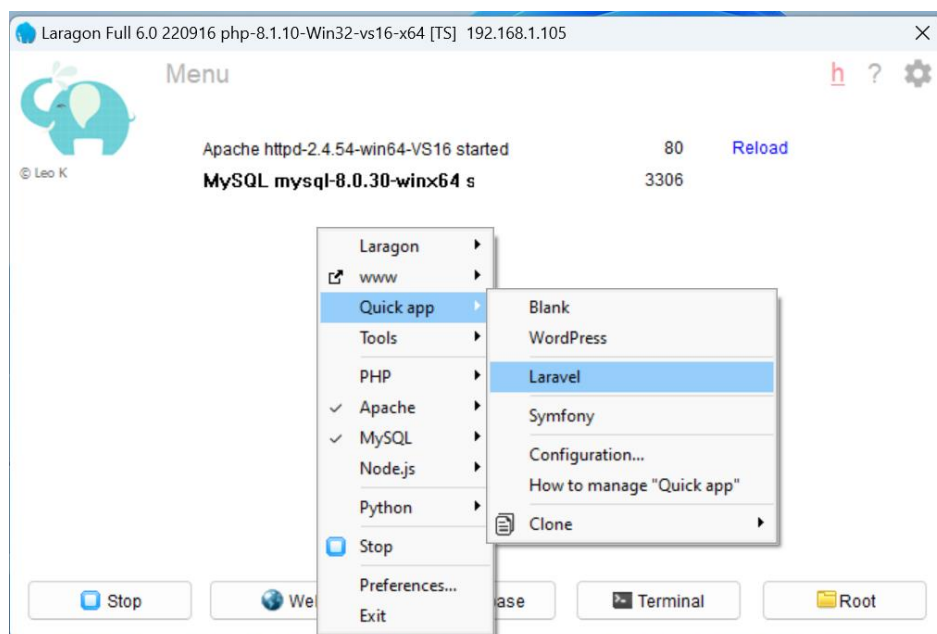 Laragon Full 6.0 220916 php-8.1.10-Win32-vs16-x64 [TS] 192.168.1.105
Menu
h ?
© Leo K
Apache httpd-2.4.54-win64-VS16 started 80 Reload
MySQL mysql-8.0.30-winx64 s 3306
Laragon
www
Quick app
Tools
PHP
Apache
MySQL
Node.js
Python
Stop
Preferences...
Exit
Blank
WordPress
Laravel
Symfony
Configuration...
How to manage "Quick app"
Clone
Stop
Terminal
Root